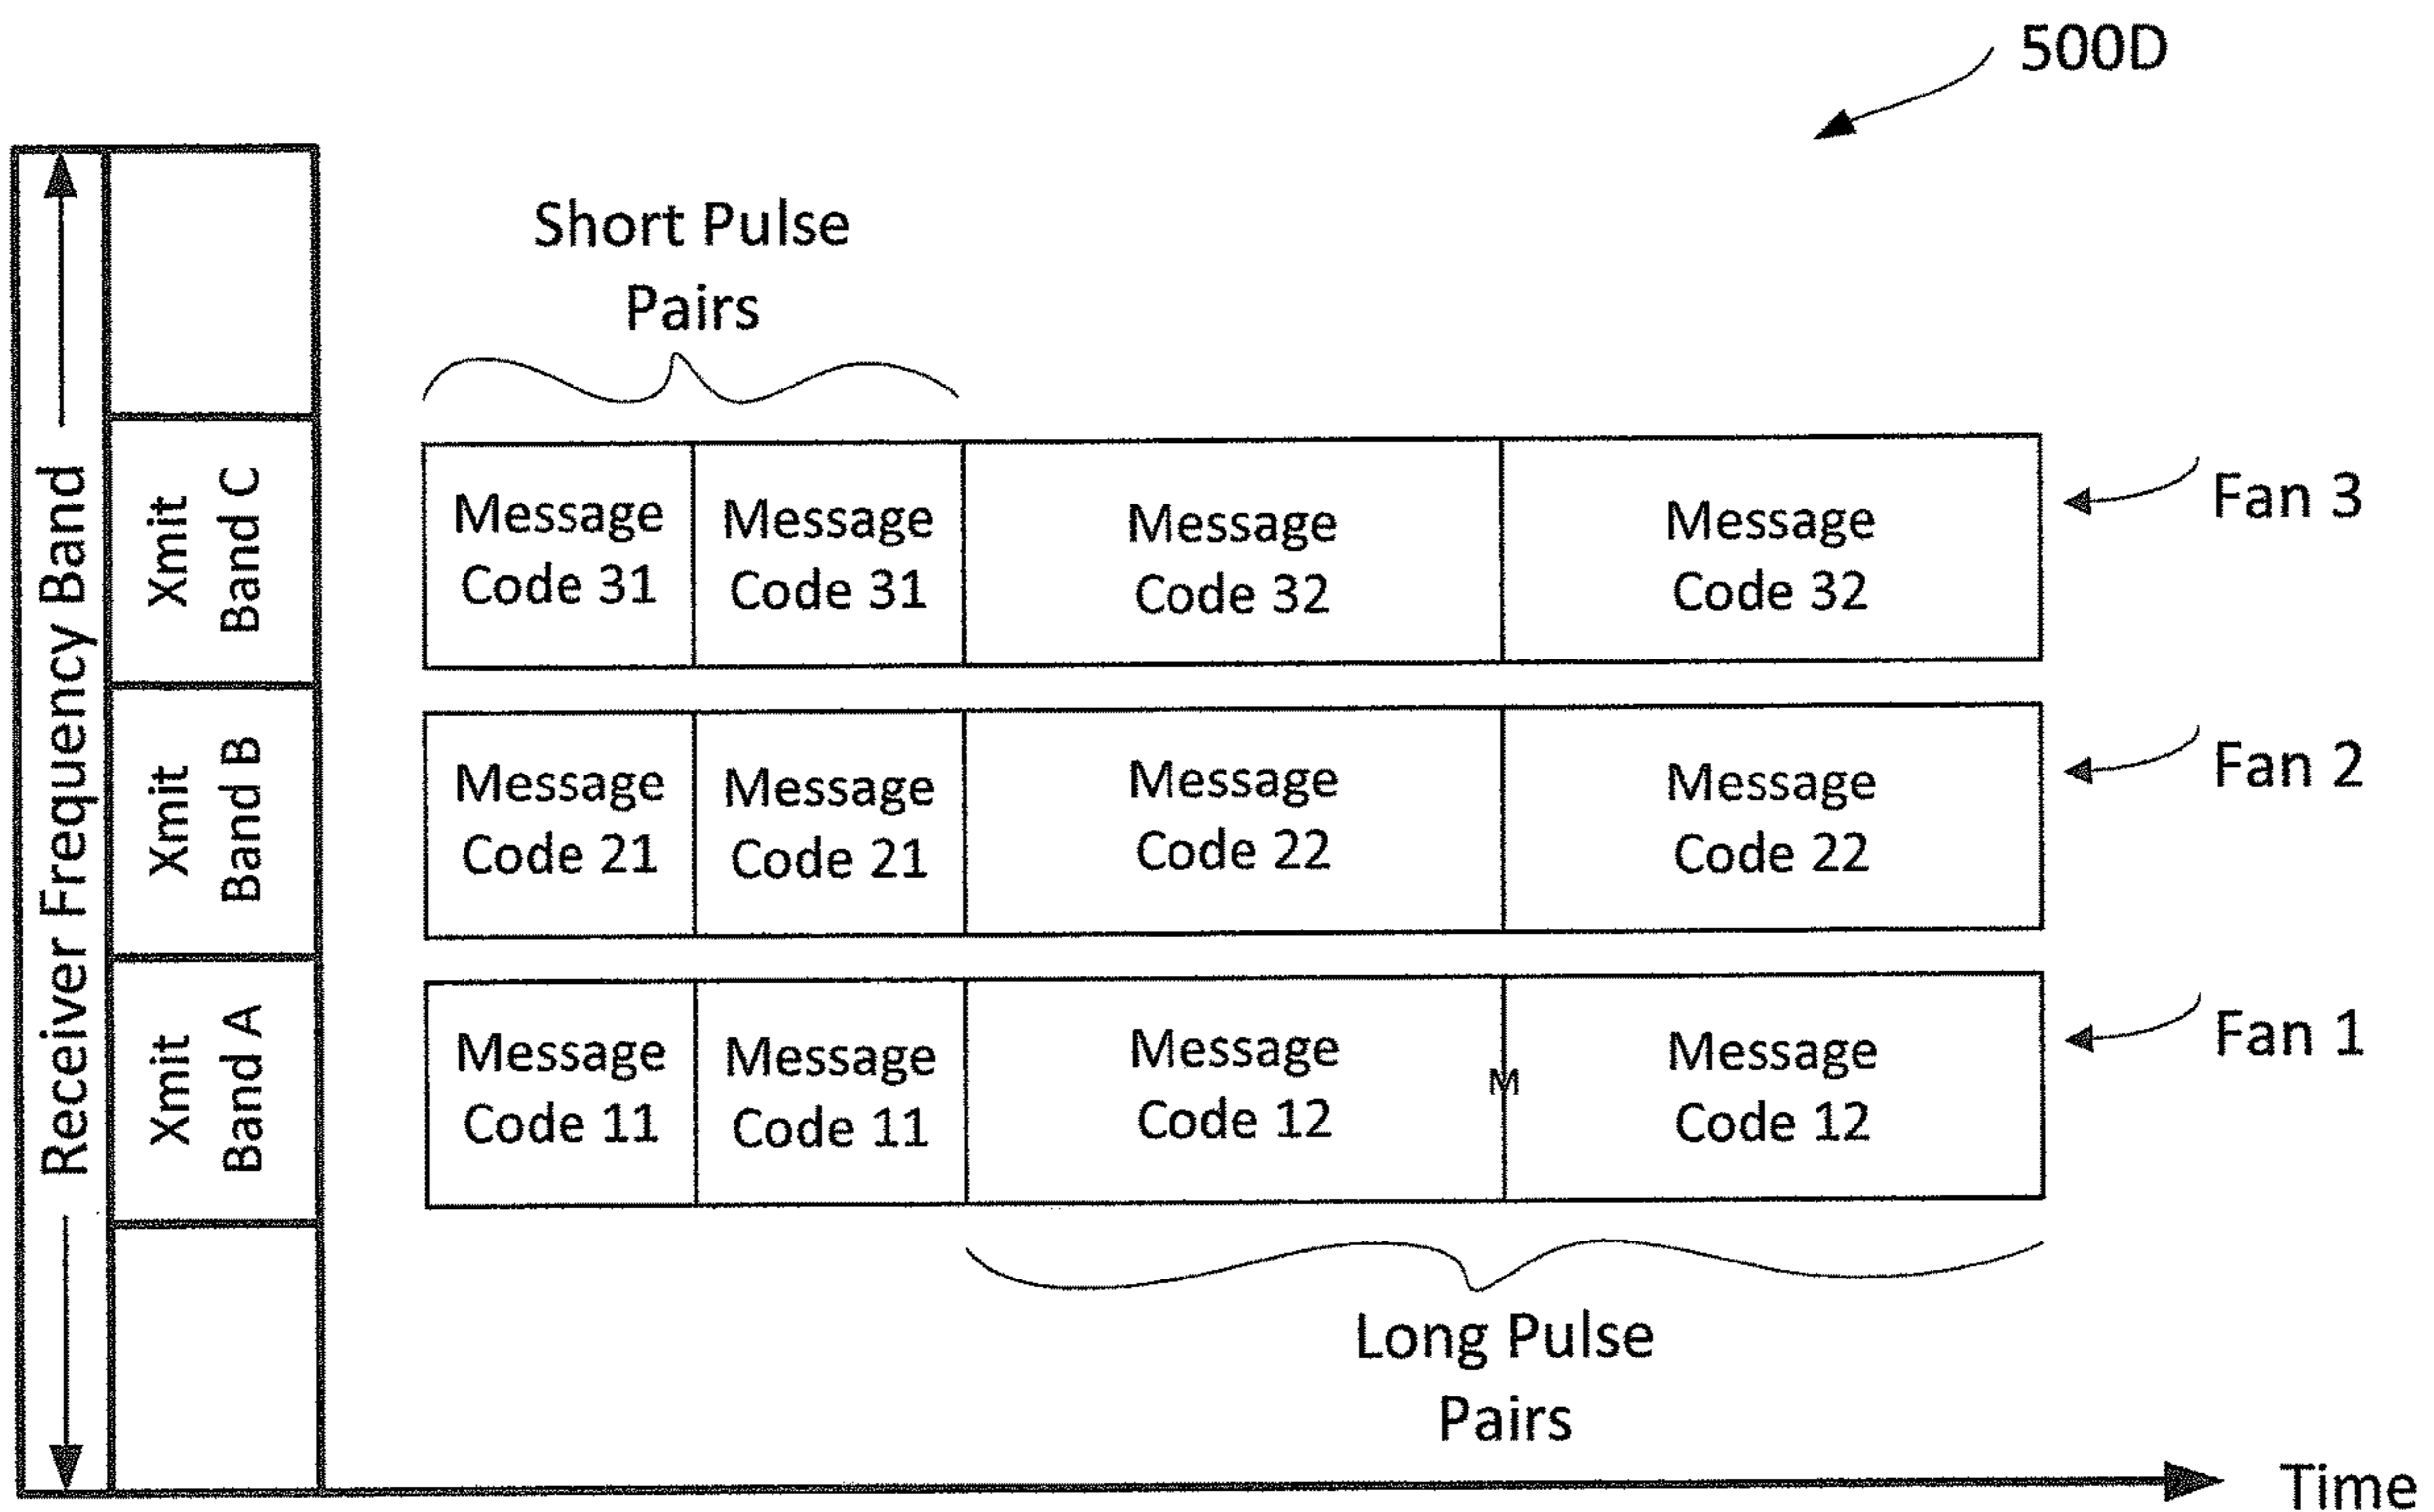 500D
Short Pulse
Pairs
Receiver Frequency Band
Xmit
Band C
Message
Code 31
Message
Code 31
Message
Code 32
Message
Code 32
Fan 3
Xmit
Band B
Message
Code 21
Message
Code 21
Message
Code 22
Message
Code 22
Fan 2
Xmit
Band A
Message
Code 11
Message
Code 11
Message
Code 12
M
Message
Code 12
Fan 1
Long Pulse
Pairs
Time